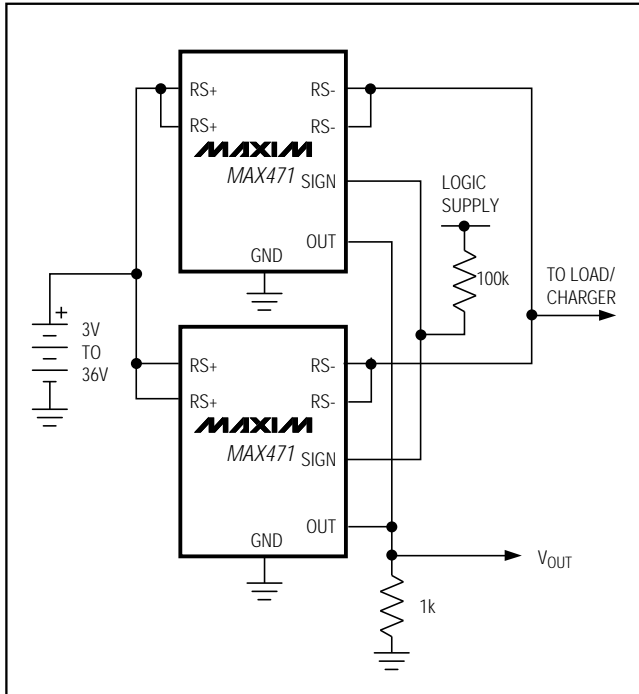 RS+
RS-
RS+
RS-
MAXIM
MAX471
SIGN
OUT
GND
LOGIC
SUPPLY
100k
TO LOAD/
CHARGER
+
3V
TO
36V
RS+
RS-
RS+
RS-
MAXIM
MAX471
SIGN
OUT
GND
VOUT
1k